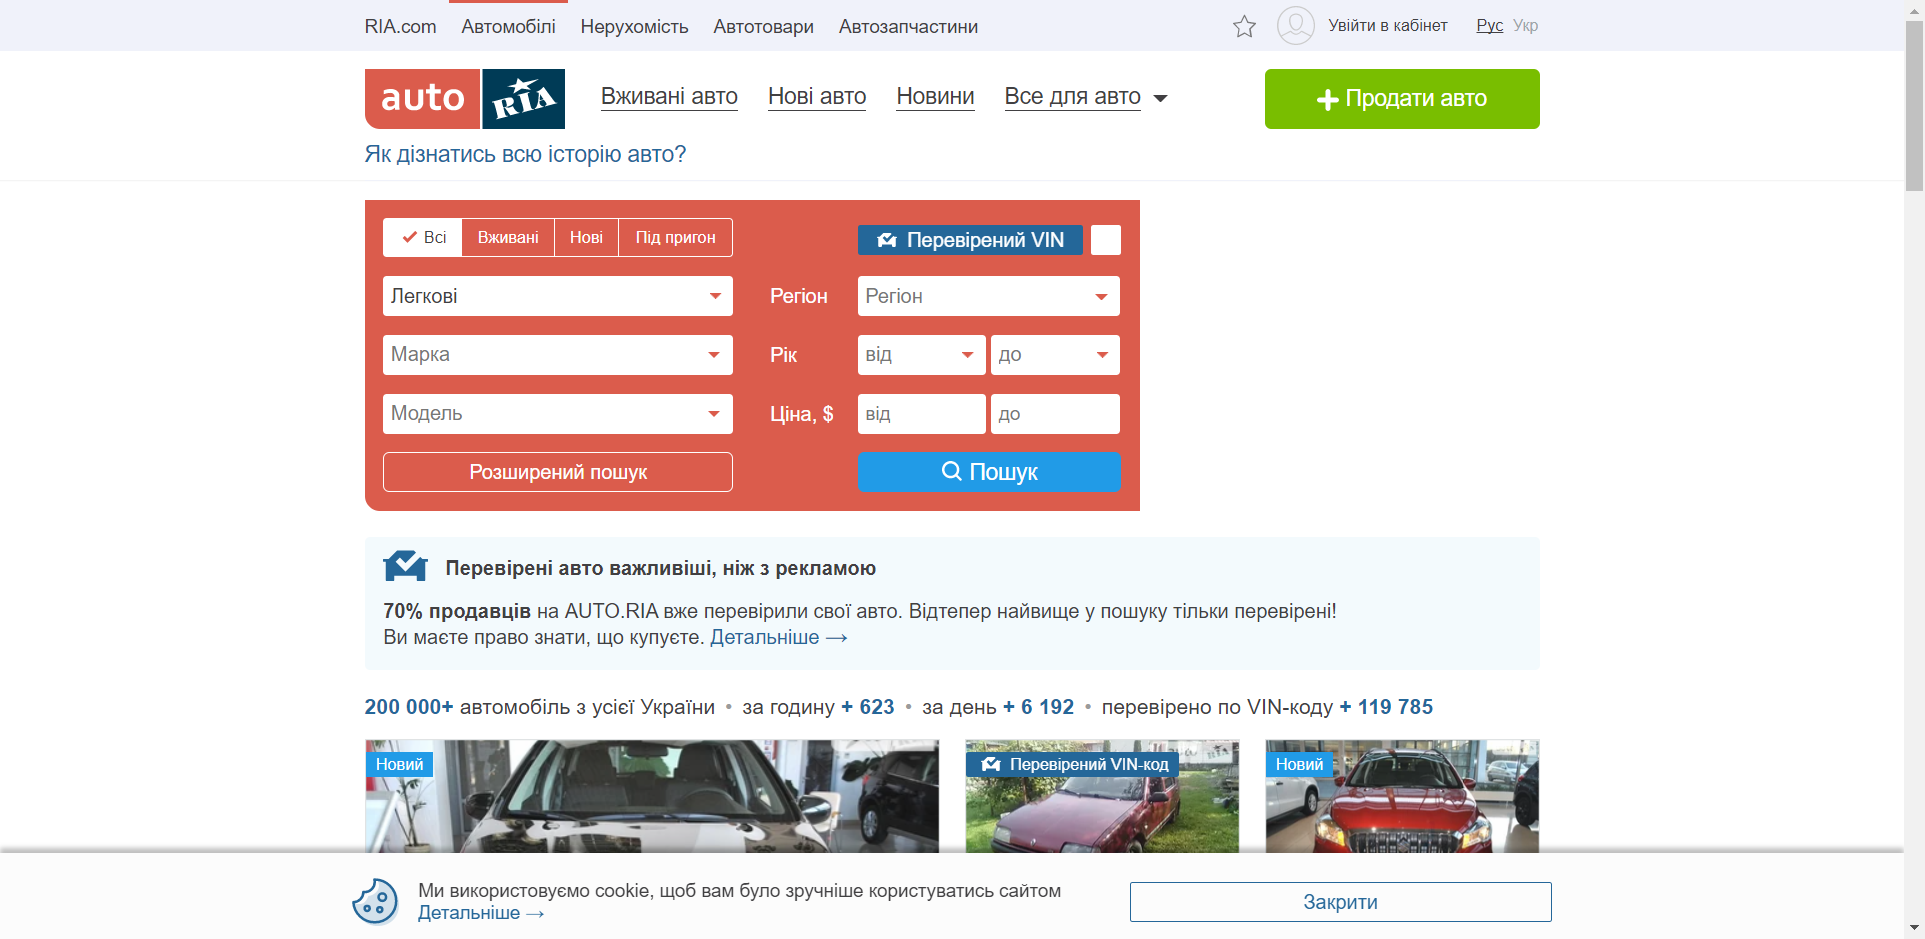 RIA.com Автомобілі Нерухомість Автотовари Автозапчастини Увійти в кабінет Рус Укр
auto RIA Вживані авто Нові авто Новини Все для авто Продати авто
Як дізнатись всю історію авто?
Всі Вживані Нові Під пригон Перевірений VIN
Легкові Регіон Регіон
Марка Рік від до
Модель Ціна, $ від до
Розширений пошук Пошук
Перевірені авто важливіші, ніж з рекламою
70% продавців на AUTO.RIA вже перевірили свої авто. Відтепер найвище у пошуку тільки перевірені!
Ви маєте право знати, що купуєте. Детальніше →
200 000+ автомобіль з усієї України • за годину + 623 • за день + 6 192 • перевірено по VIN-коду + 119 785
Новий Перевірений VIN-код Новий
Ми використовуємо cookie, щоб вам було зручніше користуватись сайтом
Детальніше →
Закрити